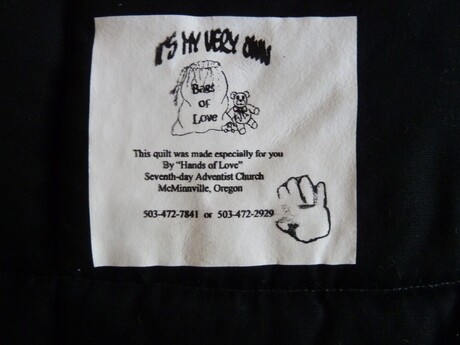 IT'S MY VERY OWN
Bags
of
Love
This quilt was made especially for you
By "Hands of Love"
Seventh-day Adventist Church
McMinnville, Oregon
503-472-7841 or 503-472-2929